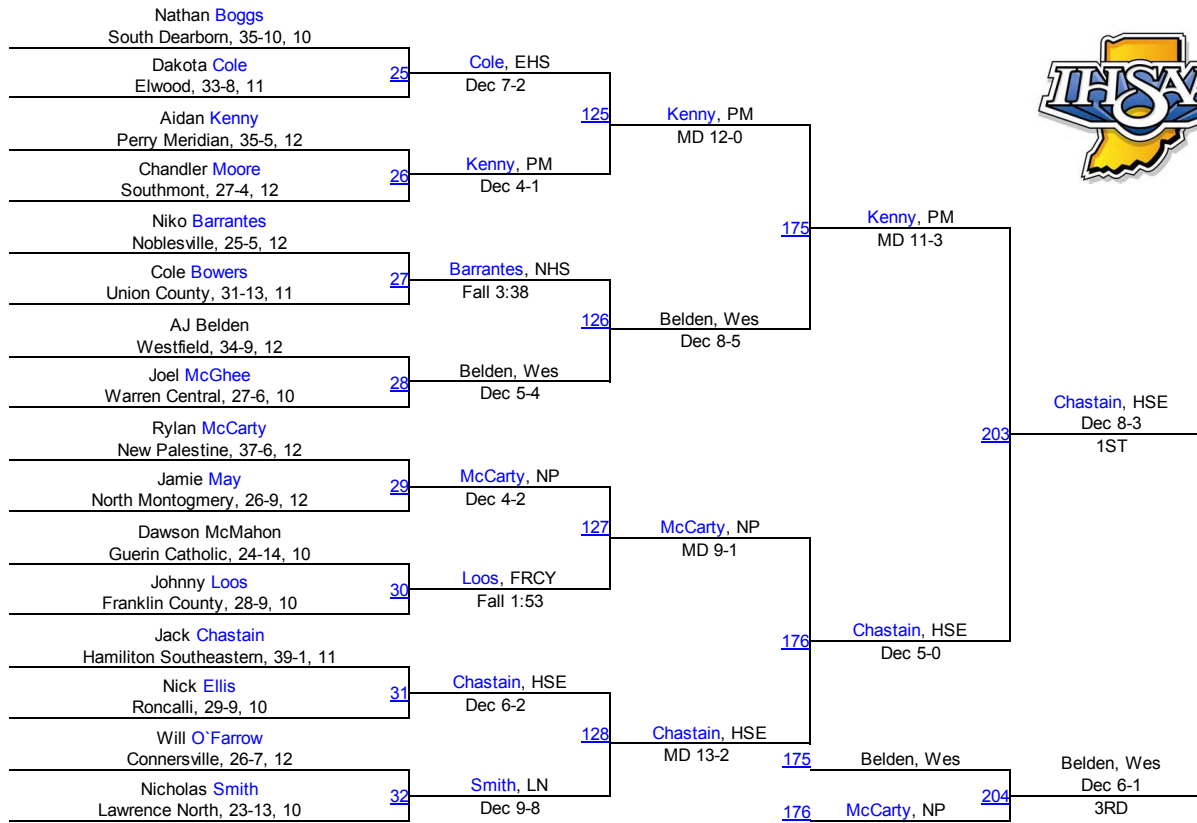 Nathan Boggs
South Dearborn, 35-10, 10
Dakota Cole
Elwood, 33-8, 11
25
Cole, EHS
Dec 7-2
Aidan Kenny
Perry Meridian, 35-5, 12
Chandler Moore
Southmont, 27-4, 12
26
Kenny, PM
Dec 4-1
125
Kenny, PM
MD 12-0
Niko Barrantes
Noblesville, 25-5, 12
Cole Bowers
Union County, 31-13, 11
27
Barrantes, NHS
Fall 3:38
AJ Belden
Westfield, 34-9, 12
Joel McGhee
Warren Central, 27-6, 10
28
Belden, Wes
Dec 5-4
126
Belden, Wes
Dec 8-5
175
Kenny, PM
MD 11-3
Rylan McCarty
New Palestine, 37-6, 12
Jamie May
North Montogmery, 26-9, 12
29
McCarty, NP
Dec 4-2
Dawson McMahon
Guerin Catholic, 24-14, 10
Johnny Loos
Franklin County, 28-9, 10
30
Loos, FRCY
Fall 1:53
127
McCarty, NP
MD 9-1
Jack Chastain
Hamiliton Southeastern, 39-1, 11
Nick Ellis
Roncalli, 29-9, 10
31
Chastain, HSE
Dec 6-2
Will O`Farrow
Connersville, 26-7, 12
Nicholas Smith
Lawrence North, 23-13, 10
32
Smith, LN
Dec 9-8
128
Chastain, HSE
MD 13-2
176
Chastain, HSE
Dec 5-0
203
Chastain, HSE
Dec 8-3
1ST
175
Belden, Wes
176
McCarty, NP
204
Belden, Wes
Dec 6-1
3RD
IHSAA